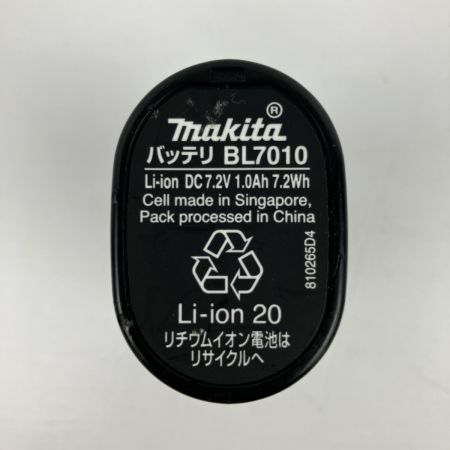 makita®
バッテリ BL7010
Li-ion DC 7.2V 1.0Ah 7.2Wh
Cell made in Singapore,
Pack processed in China
810265D4
Li-ion 20
リチウムイオン電池は
リサイクルへ